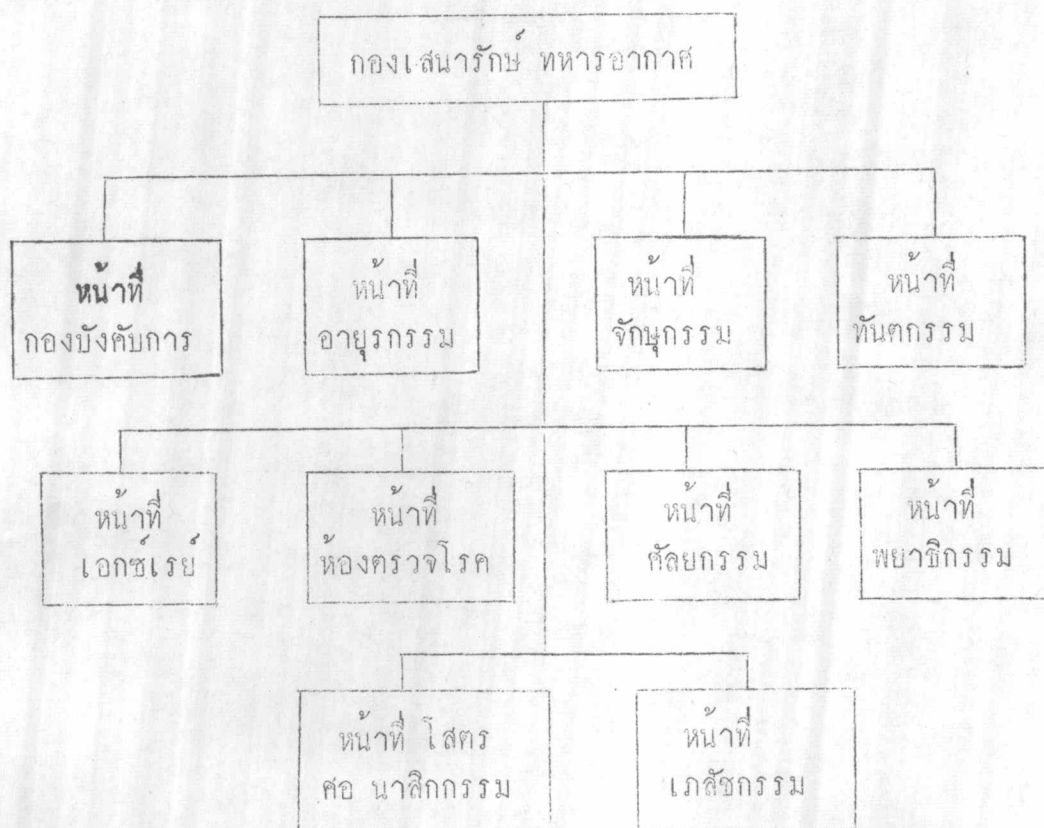 กองเสนารักษ์ ทหารอากาศ
หน้าที่
กองบังคับการ
หน้าที่
อายุรกรรม
หน้าที่
จักษุกรรม
หน้าที่
ทันตกรรม
หน้าที่
เอกซ์เรย์
หน้าที่
ห้องตรวจโรค
หน้าที่
ศัลยกรรม
หน้าที่
พยาธิกรรม
หน้าที่ โสตร
ศอ นาสิกกรรม
หน้าที่
เภสัชกรรม